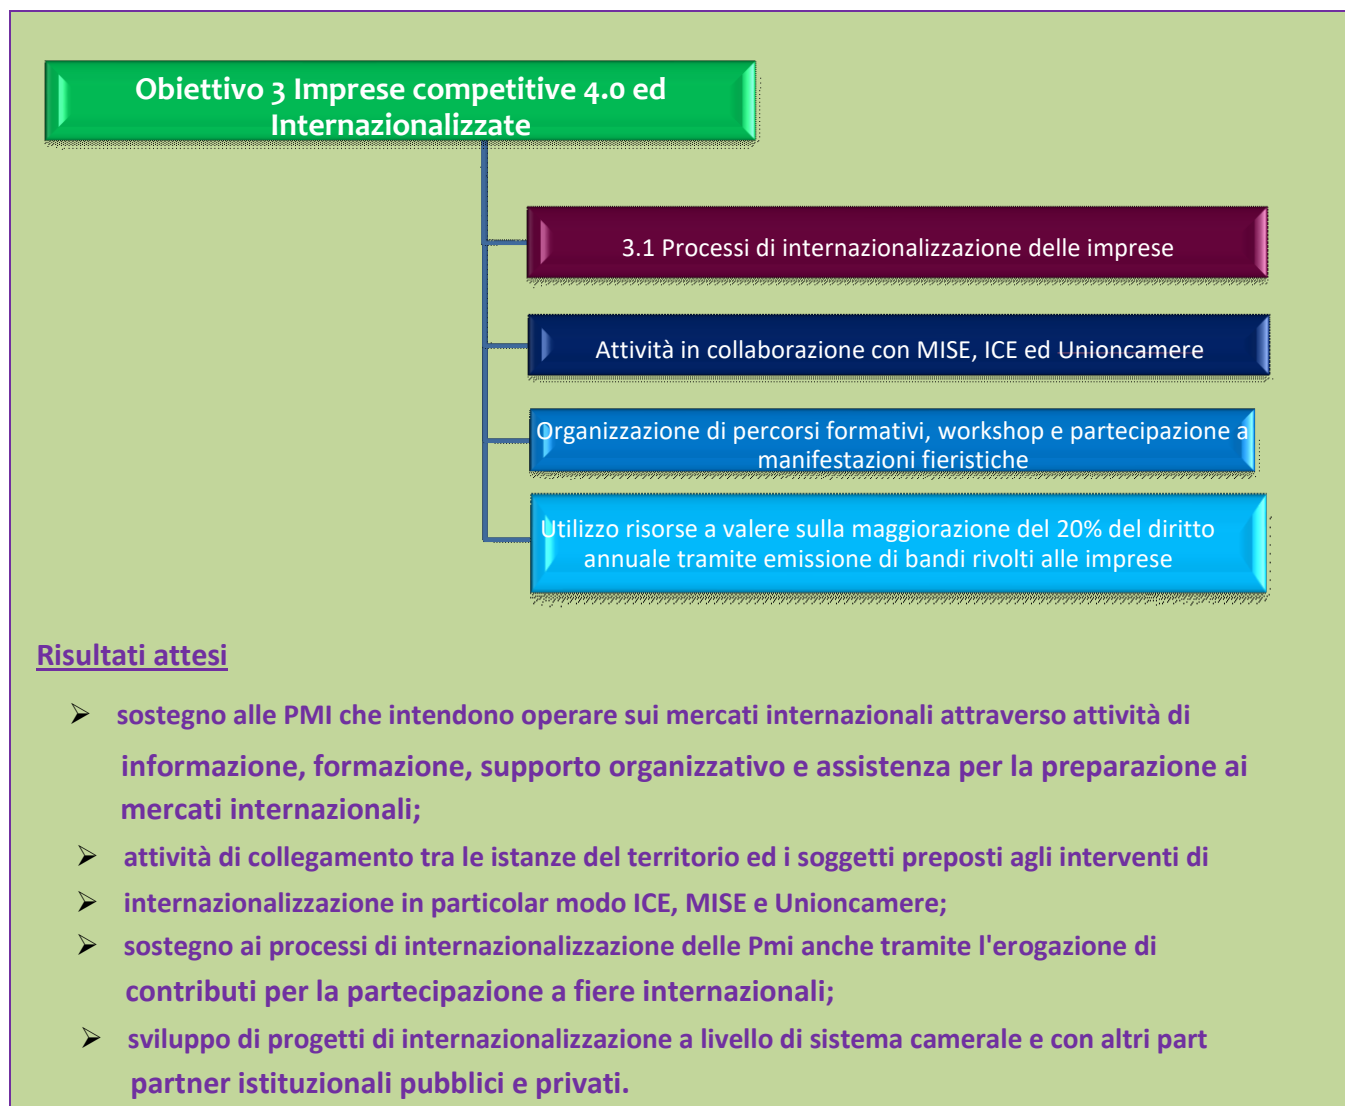 Obiettivo 3 Imprese competitive 4.0 ed
Internazionalizzate
3.1 Processi di internazionalizzazione delle imprese
Attività in collaborazione con MISE, ICE ed Unioncamere
Organizzazione di percorsi formativi, workshop e partecipazione a
manifestazioni fieristiche
Utilizzo risorse a valere sulla maggiorazione del 20% del diritto
annuale tramite emissione di bandi rivolti alle imprese
Risultati attesi
➢ sostegno alle PMI che intendono operare sui mercati internazionali attraverso attività di
informazione, formazione, supporto organizzativo e assistenza per la preparazione ai
mercati internazionali;
➢ attività di collegamento tra le istanze del territorio ed i soggetti preposti agli interventi di
➢ internazionalizzazione in particolar modo ICE, MISE e Unioncamere;
➢ sostegno ai processi di internazionalizzazione delle Pmi anche tramite l'erogazione di
contributi per la partecipazione a fiere internazionali;
➢ sviluppo di progetti di internazionalizzazione a livello di sistema camerale e con altri part
partner istituzionali pubblici e privati.